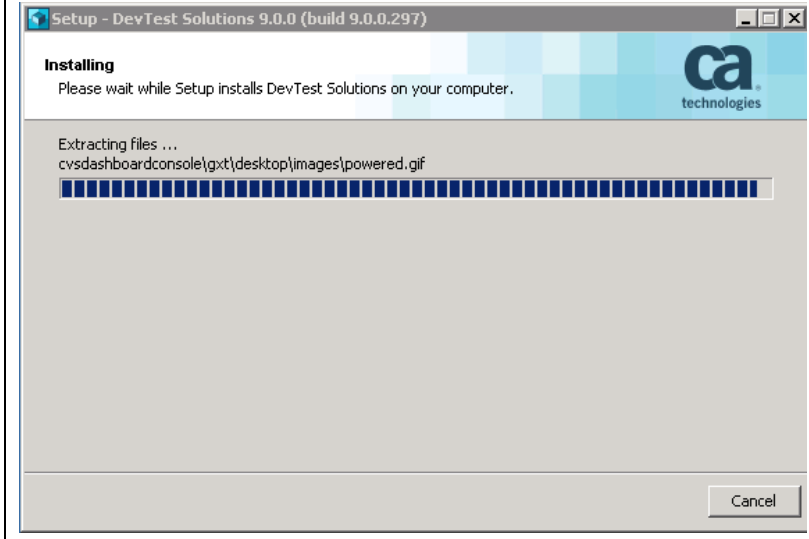 Setup - DevTest Solutions 9.0.0 (build 9.0.0.297)
Installing
Please wait while Setup installs DevTest Solutions on your computer.
ca
technologies
Extracting files ...
cvsdashboardconsole\gxt\desktop\images\powered.gif
Cancel